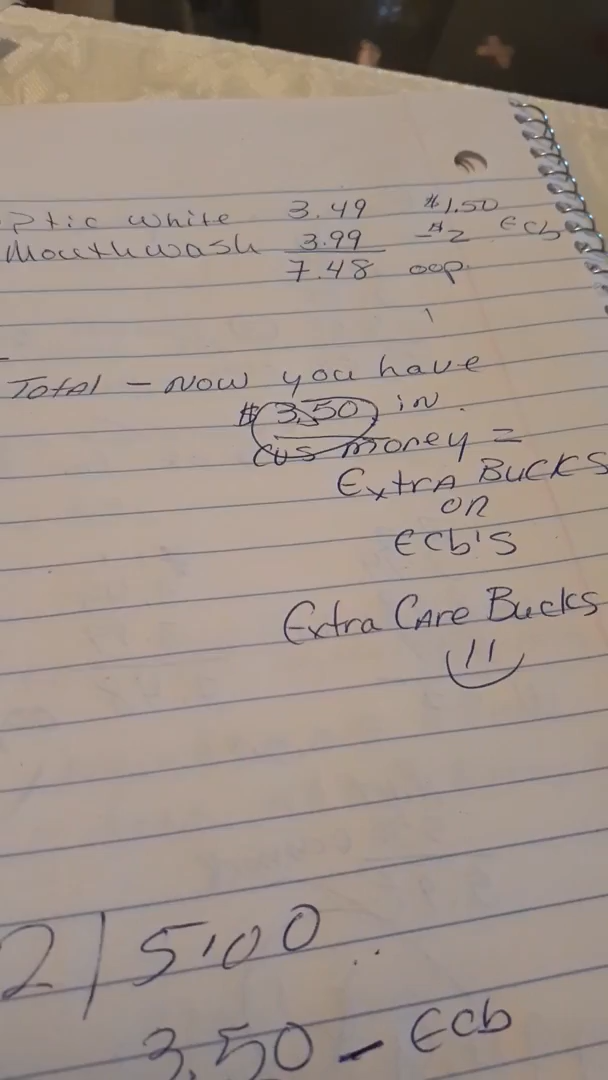 ptic white 3.49 $1.50
Mouthwash 3.99 -$2 ECb
7.48 oop.
Total - Now you have
$3.50 in
CVS money =
Extra Bucks
or
ECb's
Extra Care Bucks
2/5.00
3.50 - ECb